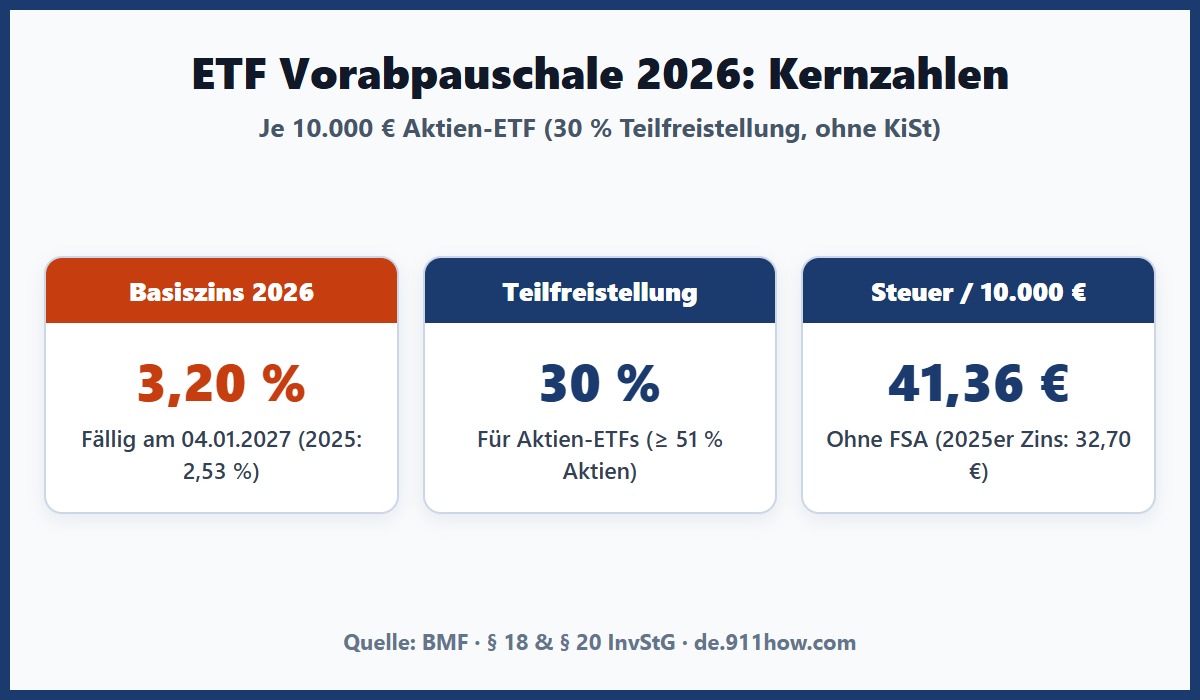 ETF Vorabpauschale 2026: Kernzahlen
Je 10.000 € Aktien-ETF (30 % Teilfreistellung, ohne KiSt)
Basiszins 2026
3,20 %
Fällig am 04.01.2027 (2025:
2,53 %)
Teilfreistellung
30 %
Für Aktien-ETFs (≥ 51 %
Aktien)
Steuer / 10.000 €
41,36 €
Ohne FSA (2025er Zins: 32,70
€)
Quelle: BMF · § 18 & § 20 InvStG · de.911how.com